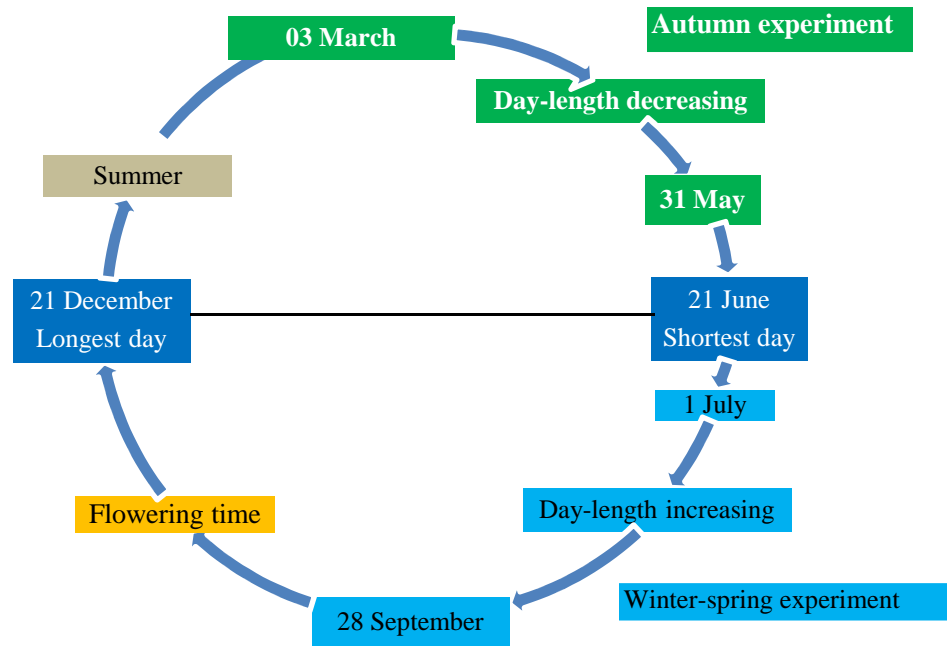 03 March
Autumn experiment
Day-length decreasing
Summer
31 May
21 December
Longest day
21 June
Shortest day
1 July
Flowering time
Day-length increasing
28 September
Winter-spring experiment